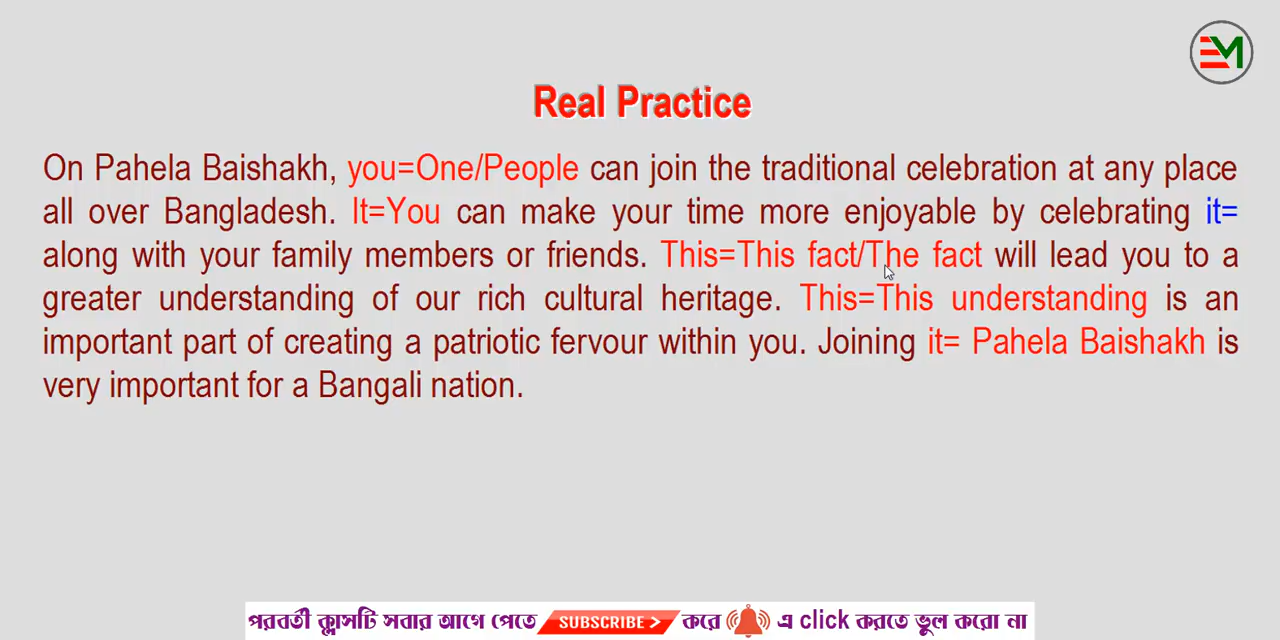 EM
Real Practice
On Pahela Baishakh, you=One/People can join the traditional celebration at any place
all over Bangladesh. It=You can make your time more enjoyable by celebrating it=
along with your family members or friends. This=This fact/The fact will lead you to a
greater understanding of our rich cultural heritage. This=This understanding is an
important part of creating a patriotic fervour within you. Joining it= Pahela Baishakh is
very important for a Bangali nation.
পরবর্তী ক্লাসটি সবার আগে পেতে SUBSCRIBE > করে এ click করতে ভুল করো না